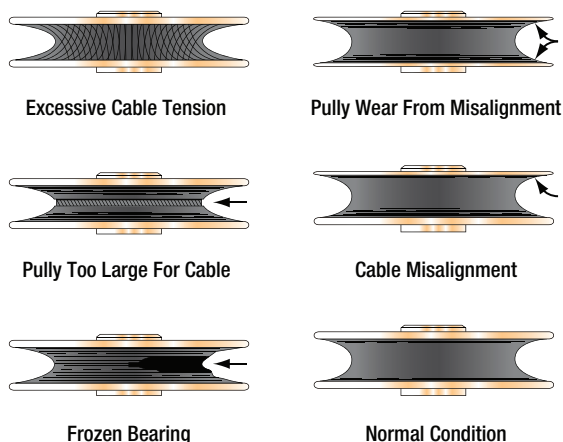 Excessive Cable Tension
Pully Wear From Misalignment
Pully Too Large For Cable
Cable Misalignment
Frozen Bearing
Normal Condition